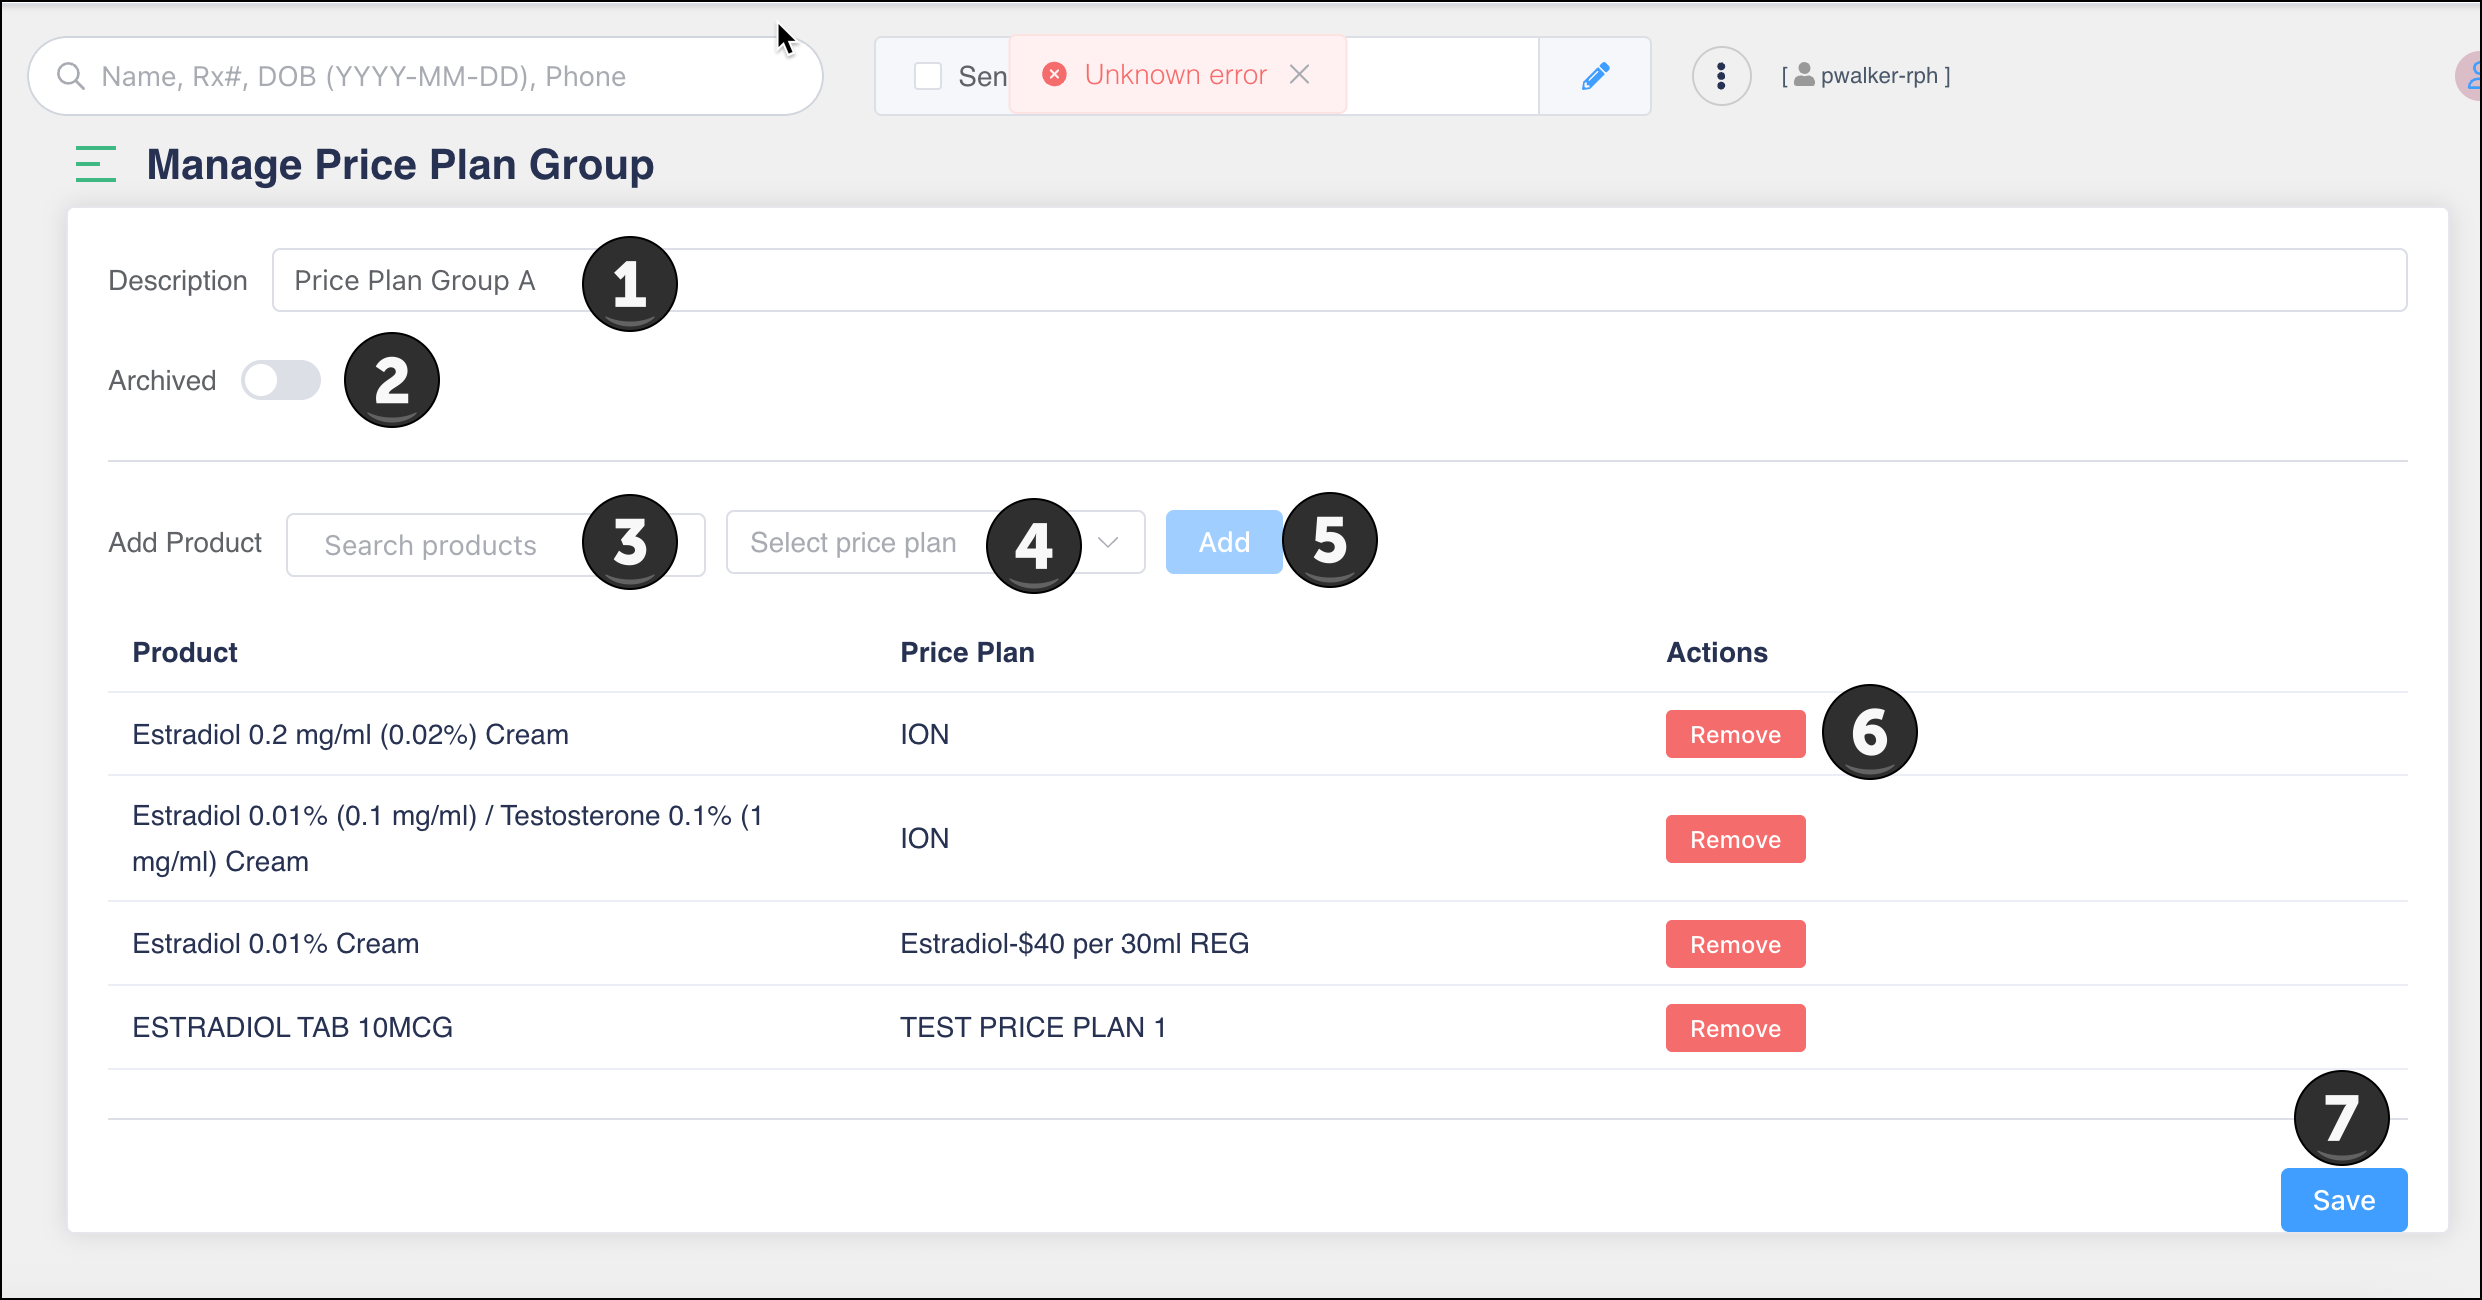 Name, Rx#, DOB (YYYY-MM-DD), Phone
Sen
Unknown error
[ pwalker-rph ]
Manage Price Plan Group
Description
Price Plan Group A
1
Archived
2
Add Product
Search products
3
Select price plan
4
Add
5
Product
Price Plan
Actions
Estradiol 0.2 mg/ml (0.02%) Cream
ION
Remove
6
Estradiol 0.01% (0.1 mg/ml) / Testosterone 0.1% (1
mg/ml) Cream
ION
Remove
Estradiol 0.01% Cream
Estradiol-$40 per 30ml REG
Remove
ESTRADIOL TAB 10MCG
TEST PRICE PLAN 1
Remove
7
Save